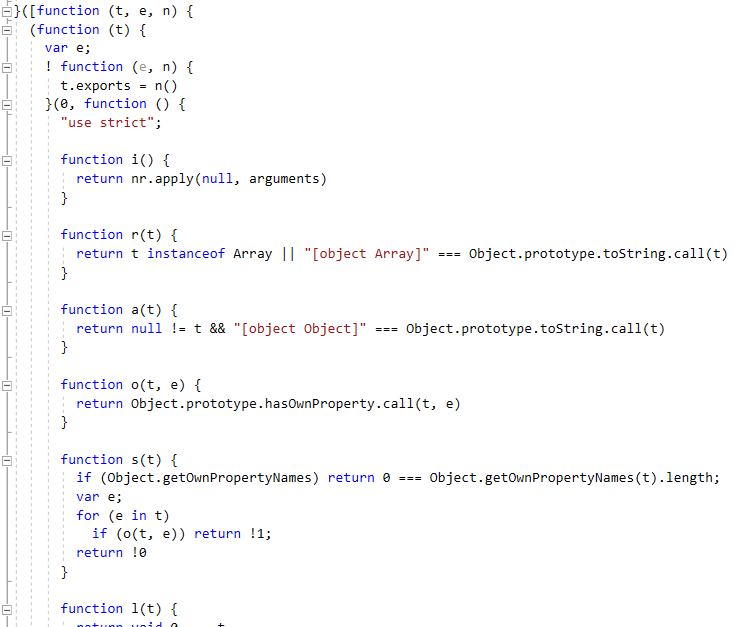 }([function (t, e, n) {
(function (t) {
var e;
! function (e, n) {
t.exports = n()
}(0, function () {
"use strict";
function i() {
return nr.apply(null, arguments)
}
function r(t) {
return t instanceof Array || "[object Array]" === Object.prototype.toString.call(t)
}
function a(t) {
return null != t && "[object Object]" === Object.prototype.toString.call(t)
}
function o(t, e) {
return Object.prototype.hasOwnProperty.call(t, e)
}
function s(t) {
if (Object.getOwnPropertyNames) return 0 === Object.getOwnPropertyNames(t).length;
var e;
for (e in t)
if (o(t, e)) return !1;
return !0
}
function l(t) {
return void 0 t